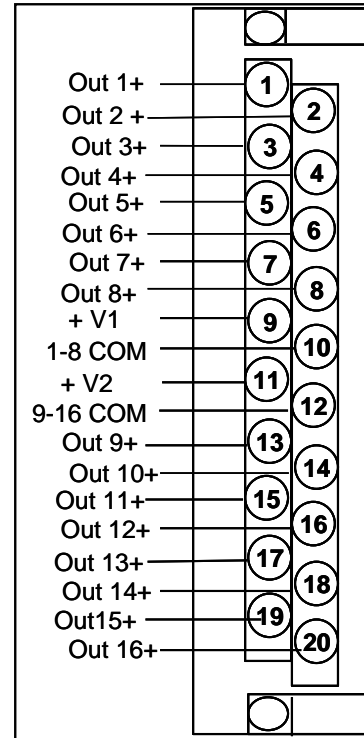 Out 1+ 1
Out 2 + 2
Out 3+ 3
Out 4+ 4
Out 5+ 5
Out 6+ 6
Out 7+ 7
Out 8+ 8
+ V1 9
1-8 COM 10
+ V2 11
9-16 COM 12
Out 9+ 13
Out 10+ 14
Out 11+ 15
Out 12+ 16
Out 13+ 17
Out 14+ 18
Out15+ 19
Out 16+ 20